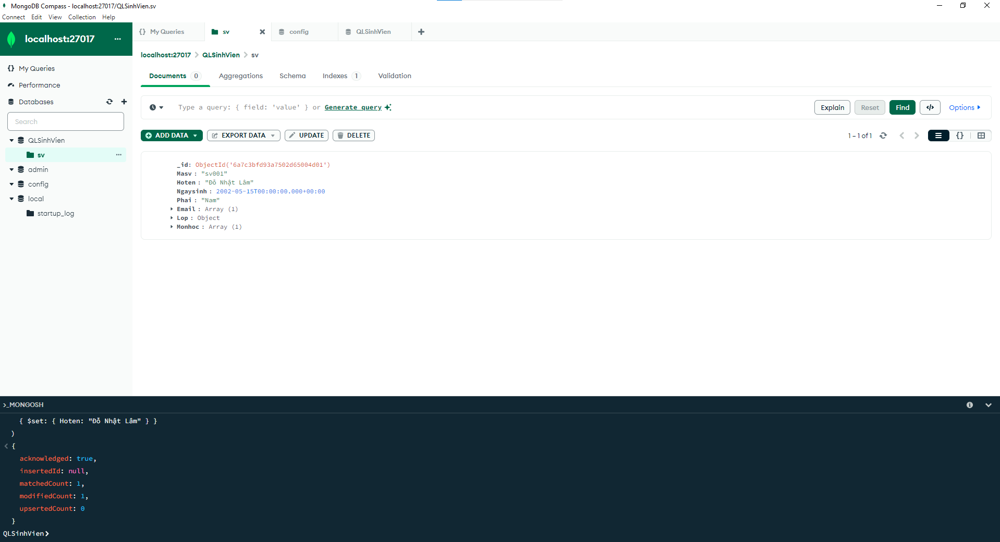 MongoDB Compass - localhost:27017/QLSinhVien.sv
Connect Edit View Collection Help
localhost:27017 ...
My Queries
Performance
Databases
Search
QLSinhVien
sv ...
admin
config
local
startup_log
{} My Queries
sv
config
QLSinhVien
localhost:27017 > QLSinhVien > sv
Documents 0 Aggregations Schema Indexes 1 Validation
Type a query: { field: 'value' } or Generate query
Explain Reset Find </> Options
ADD DATA EXPORT DATA UPDATE DELETE
1 – 1 of 1 {}
_id: ObjectId('6a7c3bfd93a7502d65004d01')
Masv : "sv001"
Hoten : "Đỗ Nhật Lâm"
Ngaysinh : 2002-05-15T00:00:00.000+00:00
Phai : "Nam"
Email : Array (1)
Lop : Object
Monhoc : Array (1)
>_MONGOSH
{ $set: { Hoten: "Đỗ Nhật Lâm" } }
)
< {
acknowledged: true,
insertedId: null,
matchedCount: 1,
modifiedCount: 1,
upsertedCount: 0
}
QLSinhVien>